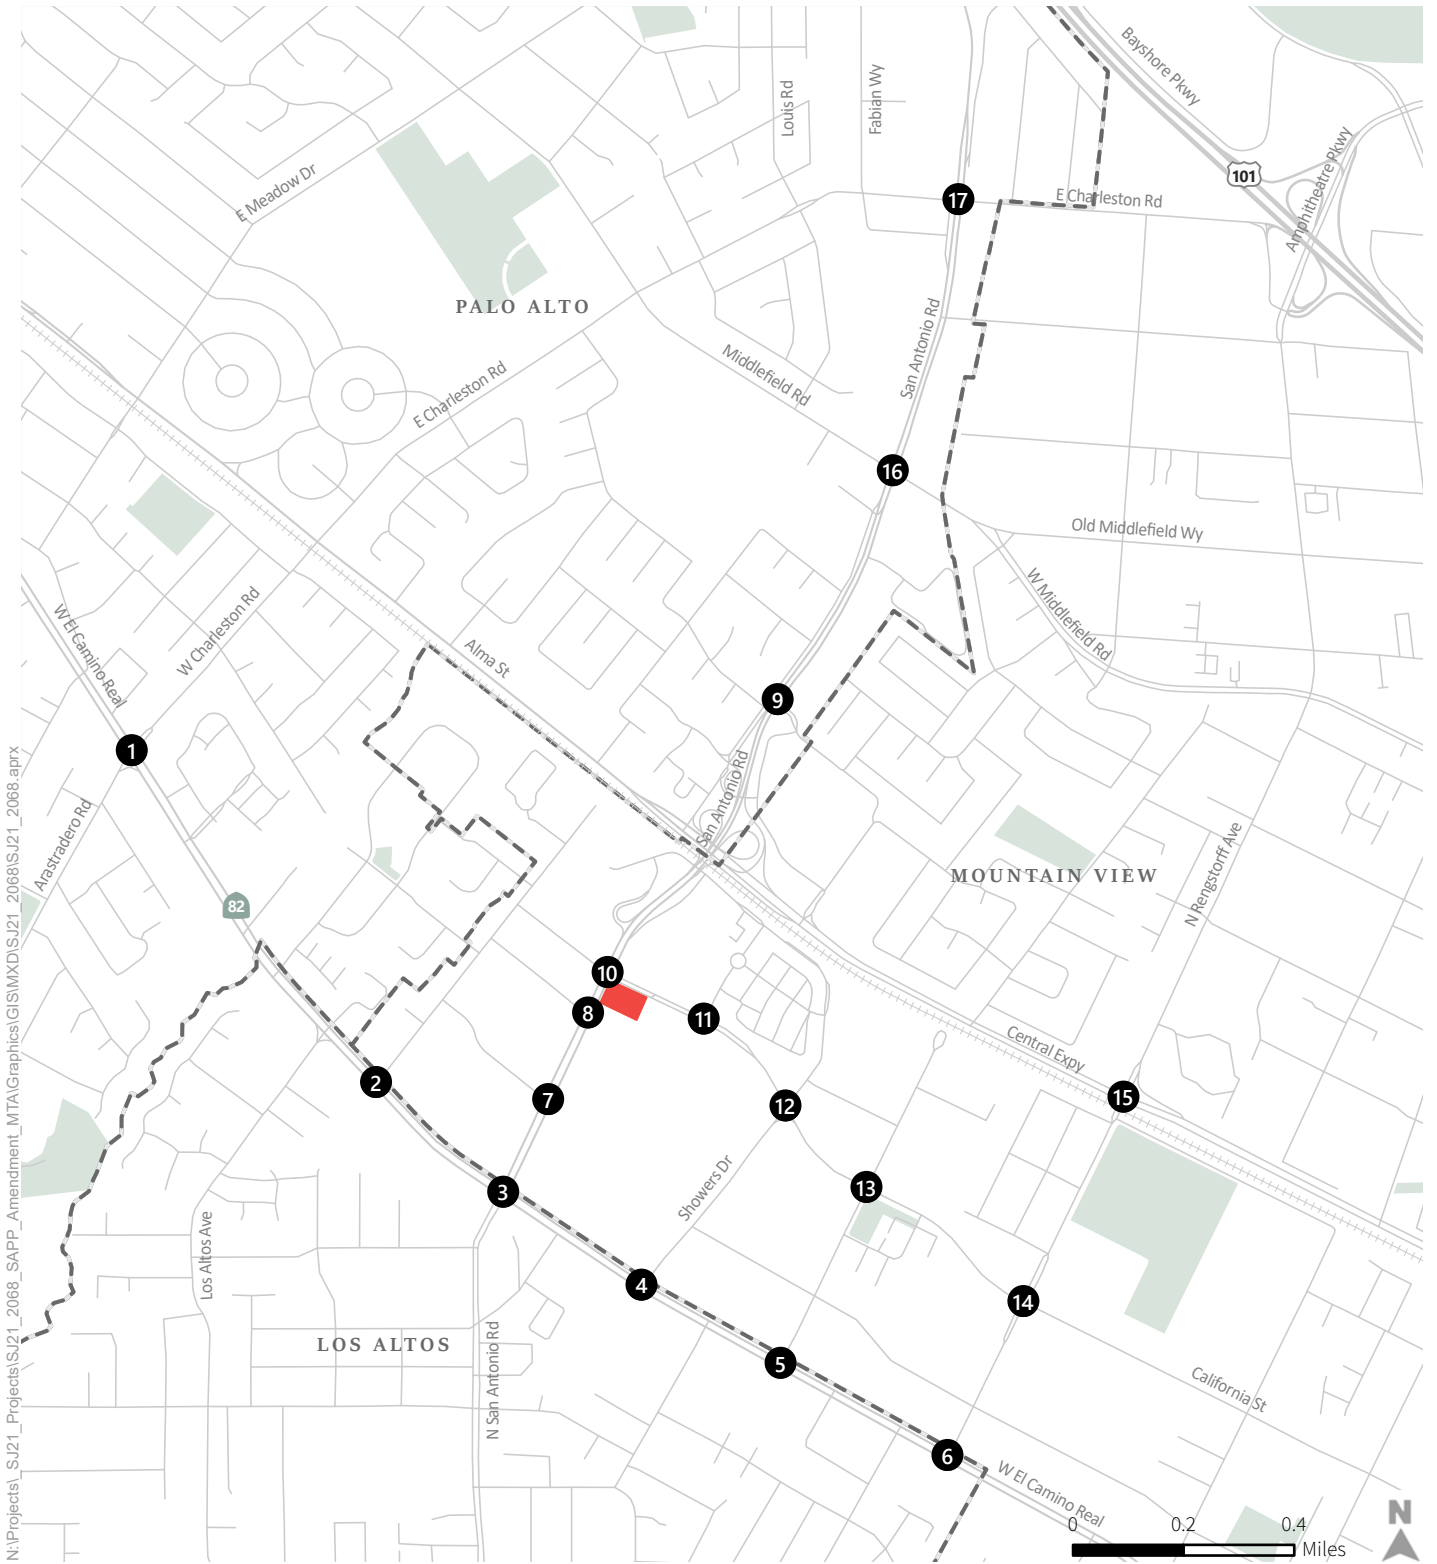 Bayshore Pkwy
Louis Rd
Fabian Wy
101
Amphitheatre Pkwy
E Meadow Dr
17
E Charleston Rd
PALO ALTO
San Antonio Rd
Middlefield Rd
E Charleston Rd
16
Old Middlefield Wy
W El Camino Real
W Charleston Rd
W Middlefield Rd
Alma St
9
1
San Antonio Rd
Arastradero Rd
N Rengstorff Ave
MOUNTAIN VIEW
82
10
8
11
Central Expy
2
7
12
15
Showers Dr
13
3
Los Altos Ave
4
14
LOS ALTOS
N San Antonio Rd
5
California St
6
W El Camino Real
0 0.2 0.4
Miles
N
N:\Projects\_SJ21_Projects\SJ21_2068_SAPP_Amendment_MTA\Graphics\GIS\MXD\SJ21_2068\SJ21_2068.aprx